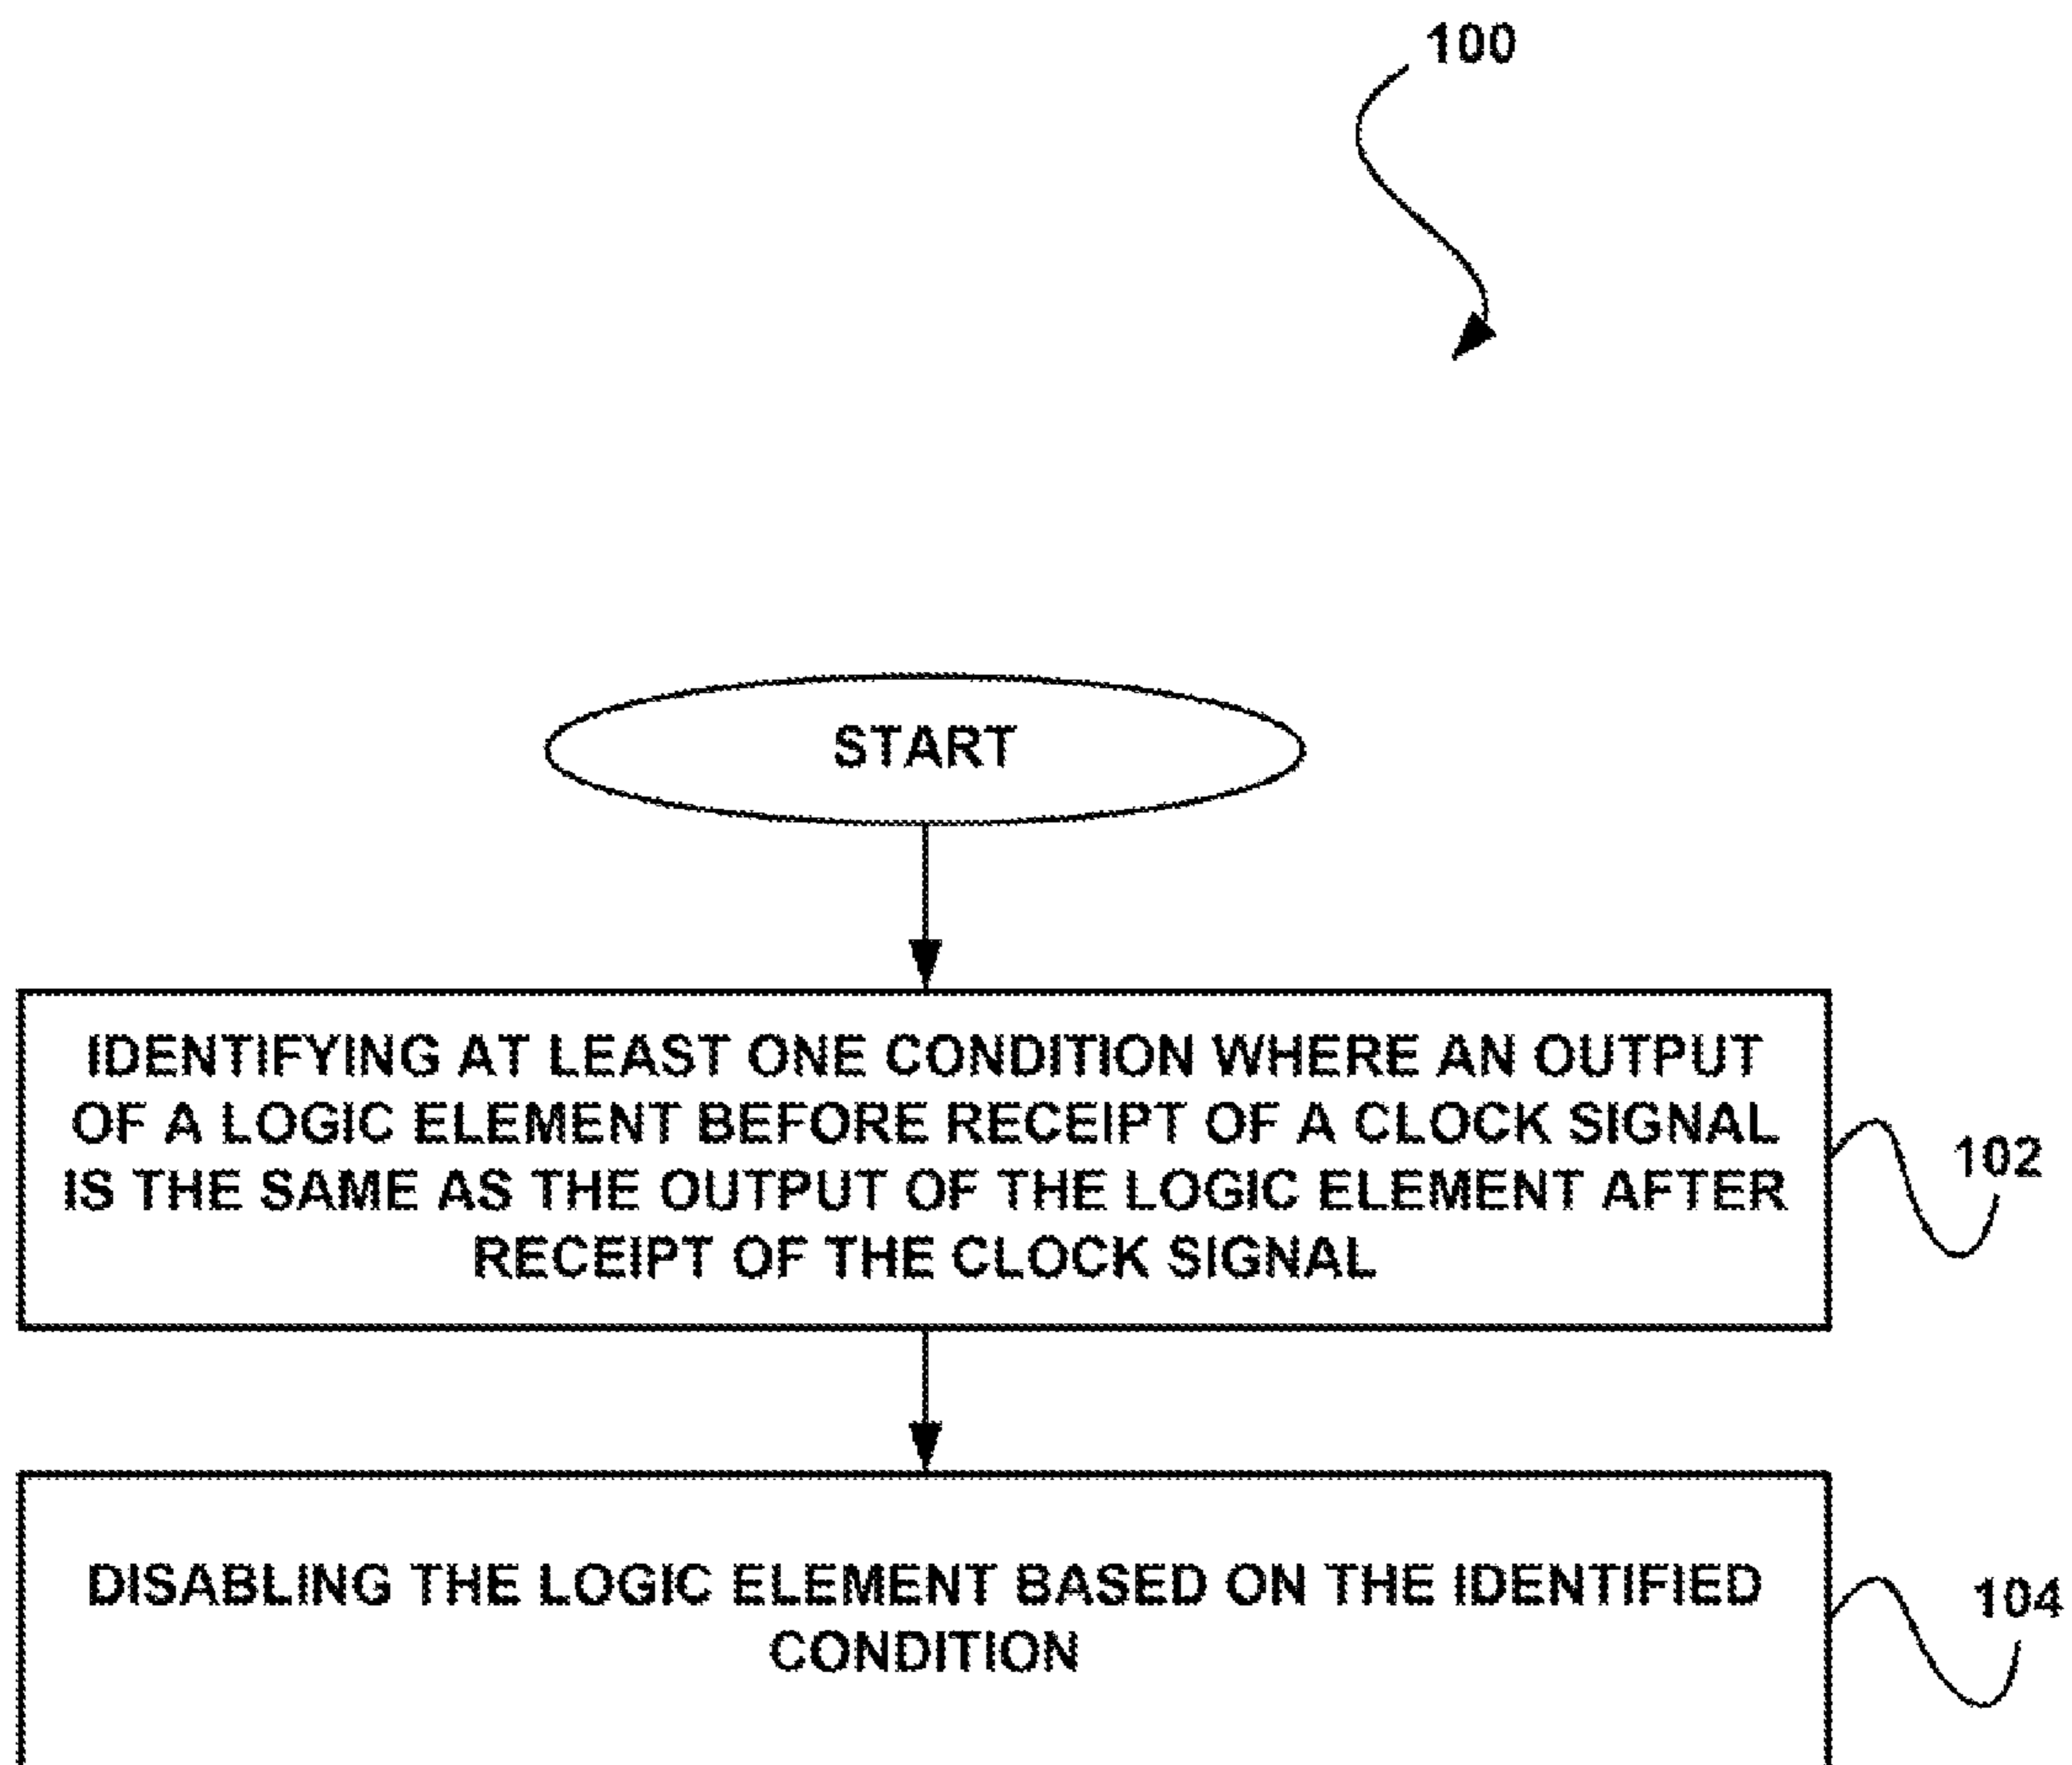 100
START
IDENTIFYING AT LEAST ONE CONDITION WHERE AN OUTPUT
OF A LOGIC ELEMENT BEFORE RECEIPT OF A CLOCK SIGNAL
IS THE SAME AS THE OUTPUT OF THE LOGIC ELEMENT AFTER
RECEIPT OF THE CLOCK SIGNAL
102
DISABLING THE LOGIC ELEMENT BASED ON THE IDENTIFIED
CONDITION
104